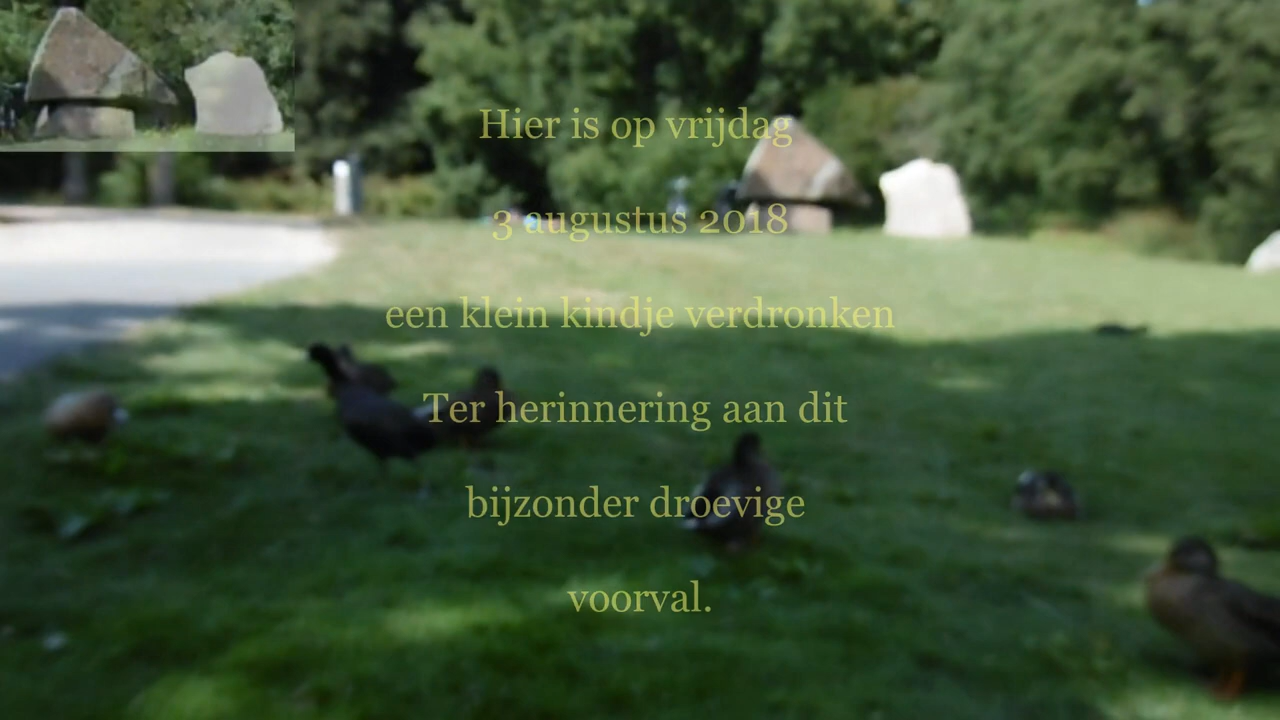 Hier is op vrijdag
3 augustus 2018
een klein kindje verdronken
Ter herinnering aan dit
bijzonder droevige
voorval.